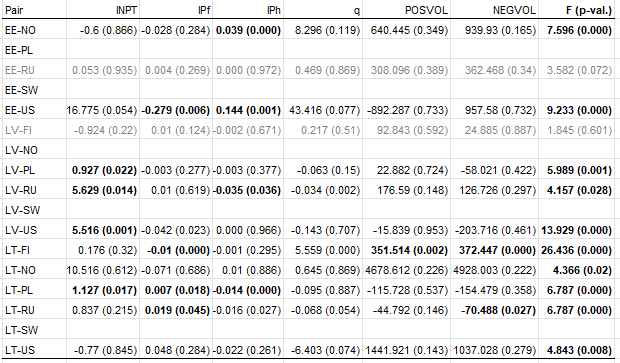 Pair INPT IPf IPh q POSVOL NEGVOL F (p-val.)
EE-NO -0.6 (0.866) -0.028 (0.284) 0.039 (0.000) 8.296 (0.119) 640.445 (0.349) 939.93 (0.165) 7.596 (0.000)
EE-PL
EE-RU 0.053 (0.935) 0.004 (0.269) 0.000 (0.972) 0.469 (0.869) 308.096 (0.389) 362.468 (0.34) 3.582 (0.072)
EE-SW
EE-US 16.775 (0.054) -0.279 (0.006) 0.144 (0.001) 43.416 (0.077) -892.287 (0.733) 957.58 (0.732) 9.233 (0.000)
LV-FI -0.924 (0.22) 0.01 (0.124) -0.002 (0.671) 0.217 (0.51) 92.843 (0.592) 24.885 (0.887) 1.845 (0.601)
LV-NO
LV-PL 0.927 (0.022) -0.003 (0.277) -0.003 (0.377) -0.063 (0.15) 22.882 (0.724) -58.021 (0.422) 5.989 (0.001)
LV-RU 5.629 (0.014) 0.01 (0.619) -0.035 (0.036) -0.034 (0.002) 176.59 (0.148) 126.726 (0.297) 4.157 (0.028)
LV-SW
LV-US 5.516 (0.001) -0.042 (0.023) 0.000 (0.966) -0.143 (0.707) -15.839 (0.953) -203.716 (0.461) 13.929 (0.000)
LT-FI 0.176 (0.32) -0.01 (0.000) -0.001 (0.295) 5.559 (0.000) 351.514 (0.002) 372.447 (0.000) 26.436 (0.000)
LT-NO 10.516 (0.612) -0.071 (0.686) 0.01 (0.886) 0.645 (0.869) 4678.612 (0.226) 4928.003 (0.222) 4.366 (0.02)
LT-PL 1.127 (0.017) 0.007 (0.018) -0.014 (0.000) -0.095 (0.887) -115.728 (0.537) -154.479 (0.358) 6.787 (0.000)
LT-RU 0.837 (0.215) 0.019 (0.045) -0.016 (0.027) -0.068 (0.054) -44.792 (0.146) -70.488 (0.027) 6.787 (0.000)
LT-SW
LT-US -0.77 (0.845) 0.048 (0.284) -0.022 (0.261) -6.403 (0.074) 1441.921 (0.143) 1037.028 (0.279) 4.843 (0.008)